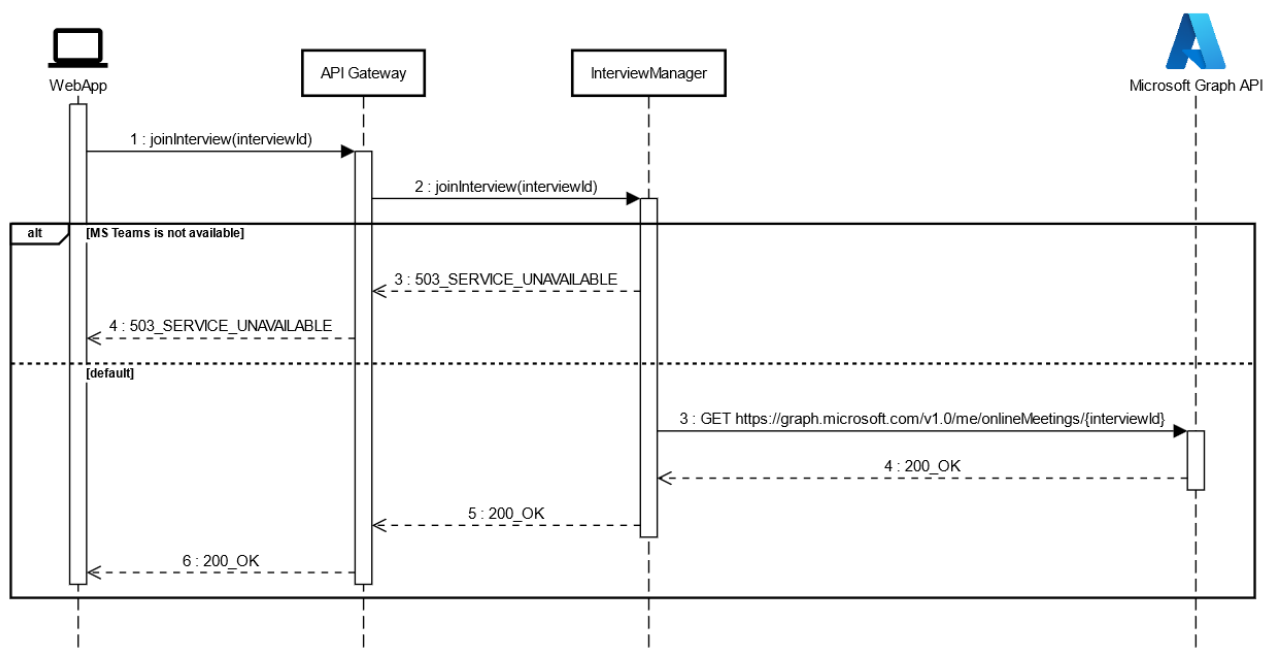 WebApp
API Gateway
InterviewManager
Microsoft Graph API
1 : joinInterview(interviewId)
2 : joinInterview(interviewId)
alt
[MS Teams is not available]
3 : 503_SERVICE_UNAVAILABLE
4 : 503_SERVICE_UNAVAILABLE
[default]
3 : GET https://graph.microsoft.com/v1.0/me/onlineMeetings/{interviewId}
4 : 200_OK
5 : 200_OK
6 : 200_OK